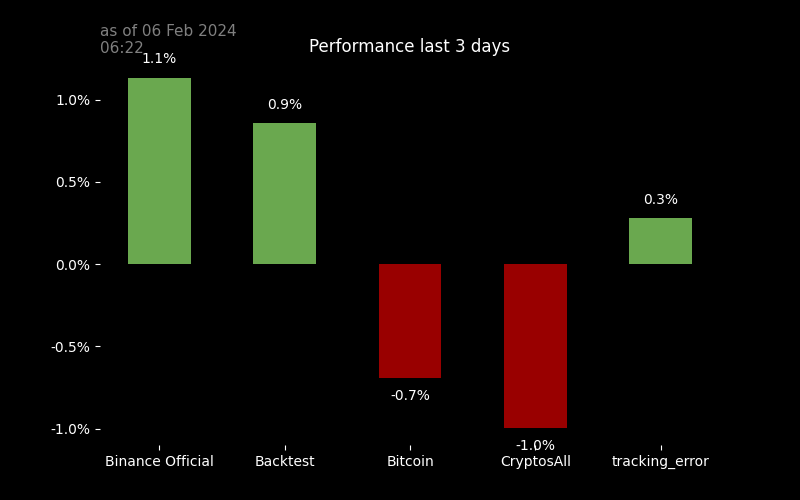 as of 06 Feb 2024
06:22
Performance last 3 days
1.1%
0.9%
0.3%
-0.7%
-1.0%
1.0%
0.5%
0.0%
-0.5%
-1.0%
Binance Official
Backtest
Bitcoin
CryptosAll
tracking_error